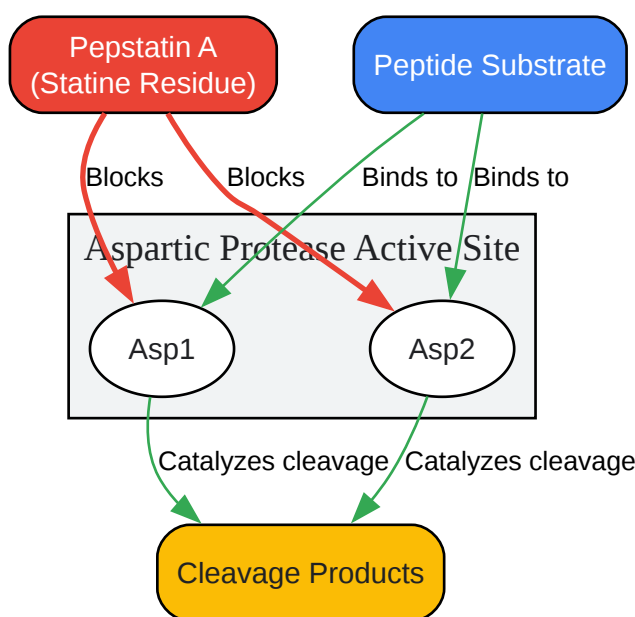 Pepstatin A
(Statine Residue)
Peptide Substrate
Blocks
Blocks
Binds to
Binds to
Aspartic Protease Active Site
Asp1
Asp2
Catalyzes cleavage
Catalyzes cleavage
Cleavage Products